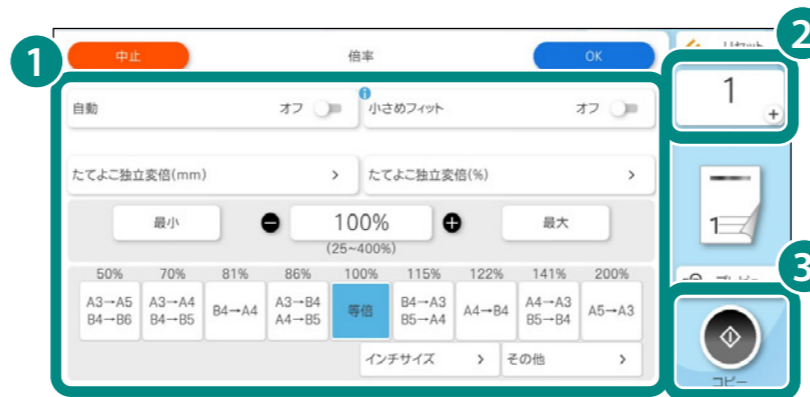 1
中止
倍率
OK
リセット
2
自動
オフ
小さめフィット
オフ
1
たてよこ独立変倍(mm)
たてよこ独立変倍(%)
最小
100%
最大
(25~400%)
1
50% 70% 81% 86% 100% 115% 122% 141% 200%
A3→A5 A3→A4 B4→A4 A3→B4 等倍 B4→A3 A4→B4 A4→A3 A5→A3
B4→B6 B4→B5 A4→B5 B5→A4 B5→B4
インチサイズ
その他
3
コピー